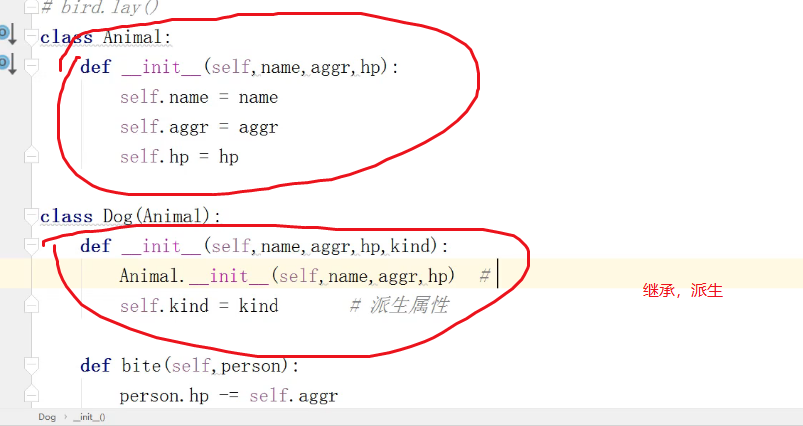 # bird.lay()
class Animal:
def __init__(self,name,aggr,hp):
self.name = name
self.aggr = aggr
self.hp = hp
class Dog(Animal):
def __init__(self,name,aggr,hp,kind):
Animal.__init__(self,name,aggr,hp)  #
self.kind = kind  # 派生属性
继承，派生
def bite(self,person):
person.hp -= self.aggr
Dog › __init__()